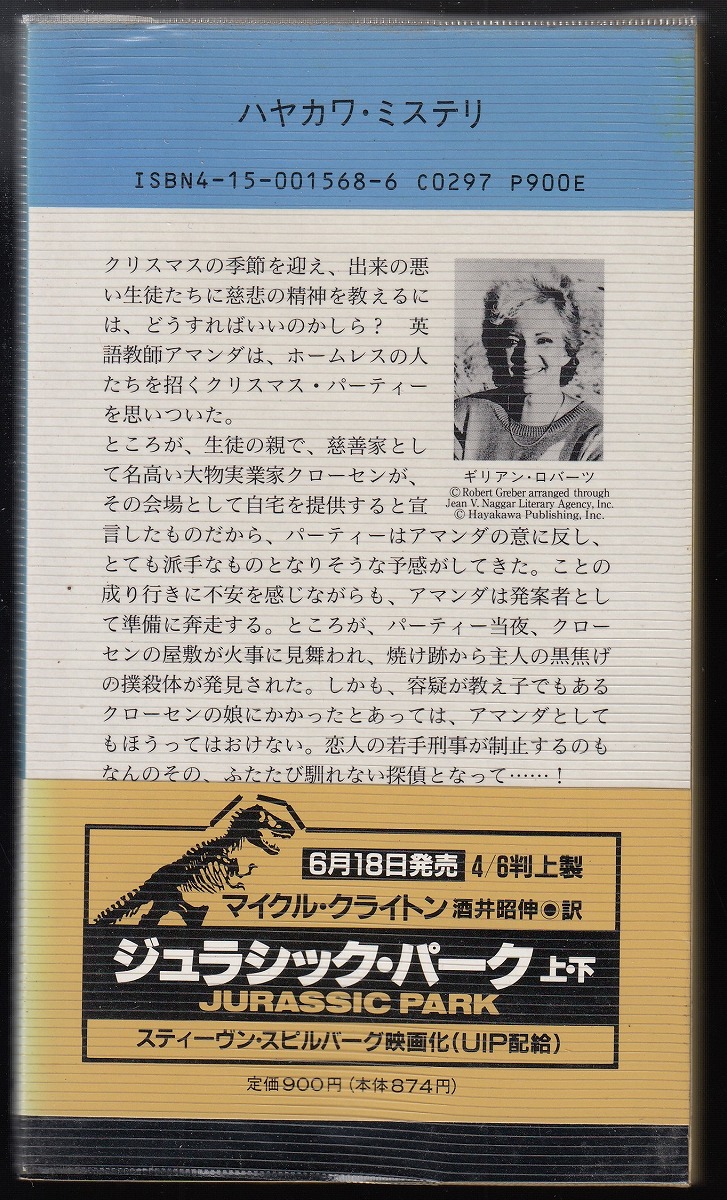 ハヤカワ・ミステリ
ISBN4-15-001568-6 C0297 P900E
クリスマスの季節を迎え、出来の悪
い生徒たちに慈悲の精神を教えるに
は、どうすればいいのかしら？　英
語教師アマンダは、ホームレスの人
たちを招くクリスマス・パーティー
を思いついた。
ところが、生徒の親で、慈善家とし
て名高い大物実業家クローセンが、
その会場として自宅を提供すると宣
言したものだから、パーティーはアマンダの意に反し、
とても派手なものとなりそうな予感がしてきた。ことの
成り行きに不安を感じながらも、アマンダは発案者とし
て準備に奔走する。ところが、パーティー当夜、クロー
センの屋敷が火事に見舞われ、焼け跡から主人の黒焦げ
の撲殺体が発見された。しかも、容疑が教え子でもある
クローセンの娘にかかったとあっては、アマンダとして
もほうってはおけない。恋人の若手刑事が制止するのも
なんのその、ふたたび馴れない探偵となって……！
ギリアン・ロバーツ
© Robert Greber arranged through
Jean V. Naggar Literary Agency, Inc.
© Hayakawa Publishing, Inc.
6月18日発売 4/6判上製
マイクル・クライトン 酒井昭伸◉訳
ジュラシック・パーク 上・下
JURASSIC PARK
スティーヴン・スピルバーグ映画化(UIP配給)
定価900円(本体874円)